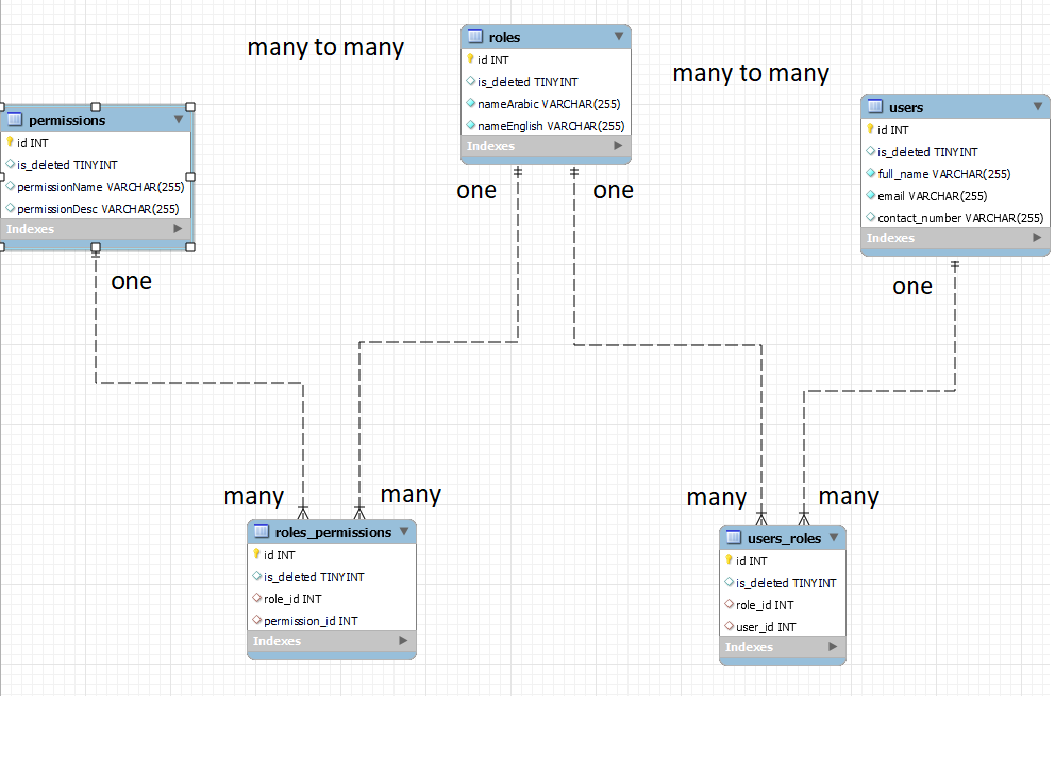 many to many
roles
id INT
is_deleted TINYINT
nameArabic VARCHAR(255)
nameEnglish VARCHAR(255)
Indexes
many to many
permissions
id INT
is_deleted TINYINT
permissionName VARCHAR(255)
permissionDesc VARCHAR(255)
Indexes
users
id INT
is_deleted TINYINT
full_name VARCHAR(255)
email VARCHAR(255)
contact_number VARCHAR(255)
Indexes
one
one
one
one
many
many
many
many
roles_permissions
id INT
is_deleted TINYINT
role_id INT
permission_id INT
Indexes
users_roles
id INT
is_deleted TINYINT
role_id INT
user_id INT
Indexes